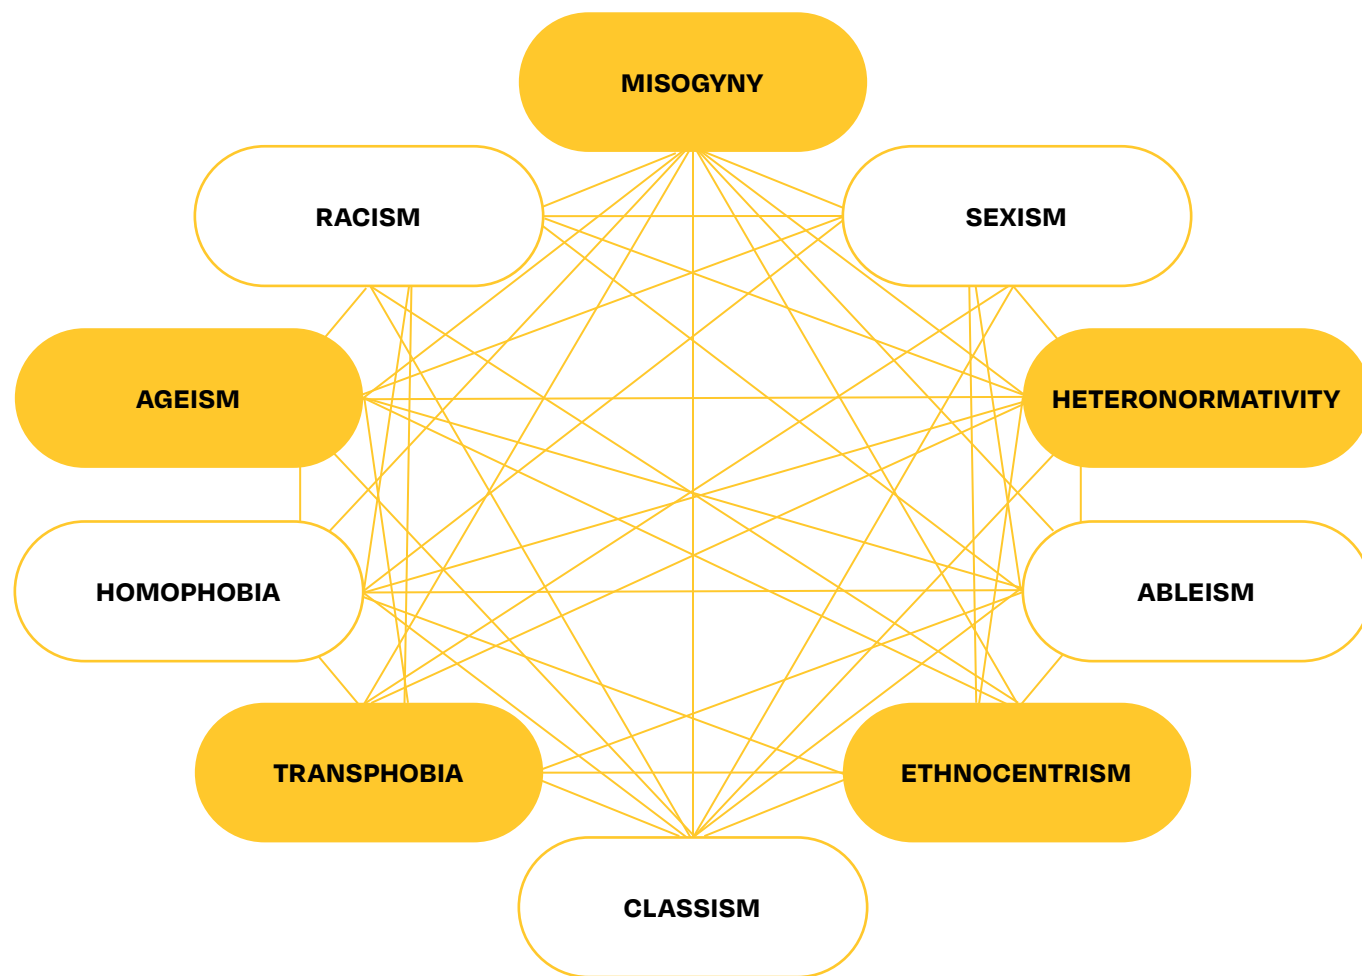 MISOGYNY
RACISM
SEXISM
AGEISM
HETERONORMATIVITY
HOMOPHOBIA
ABLEISM
TRANSPHOBIA
ETHNOCENTRISM
CLASSISM